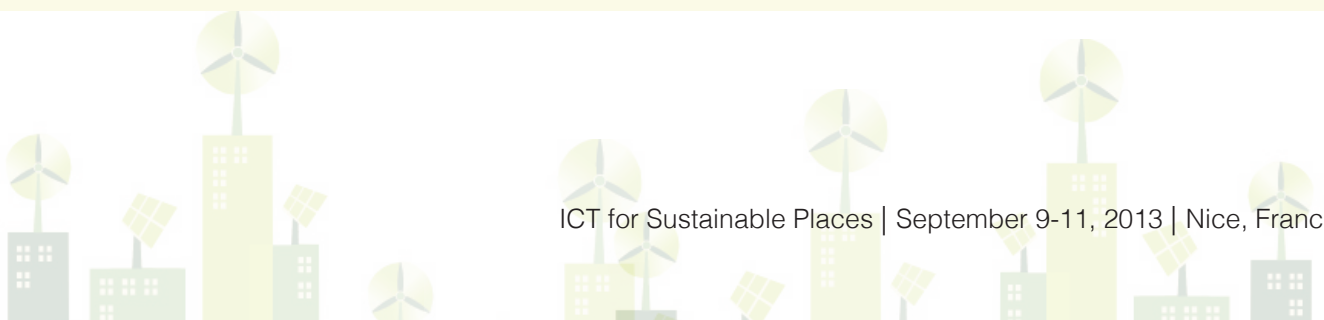 ICT for Sustainable Places | September 9-11, 2013 | Nice, Franc